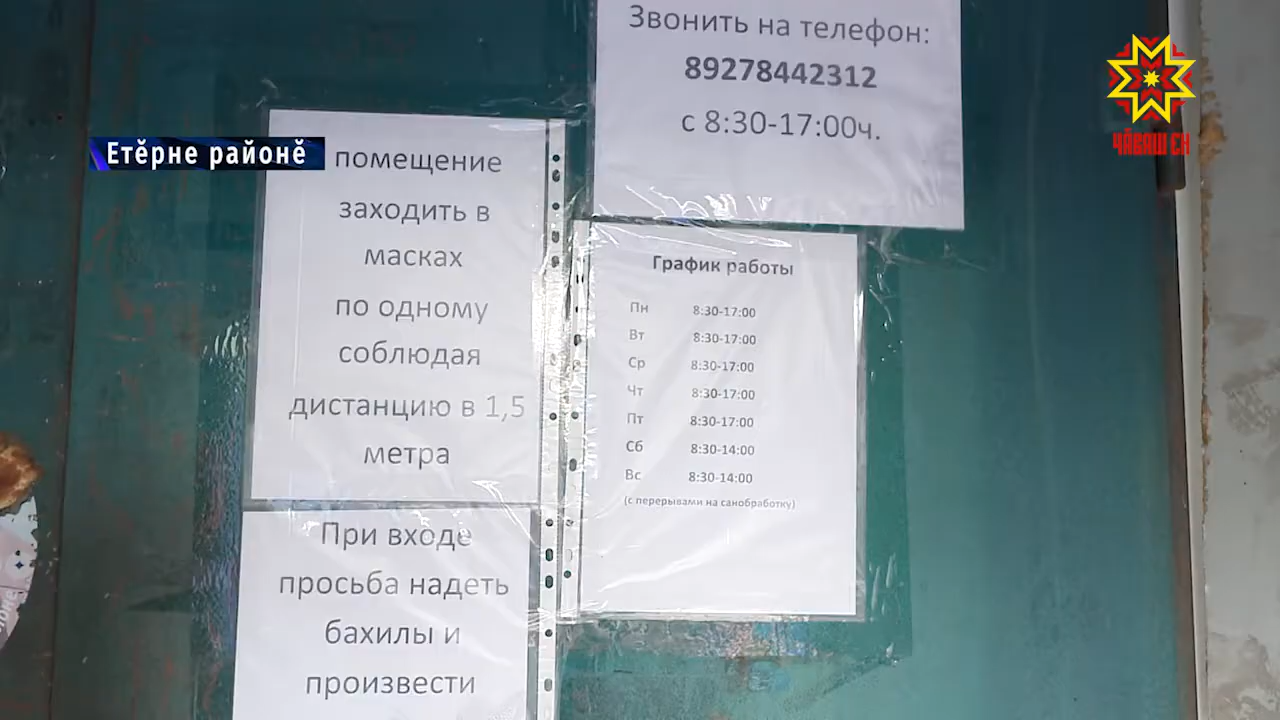 Звонить на телефон:
89278442312
с 8:30-17:00ч.
ЧӐВАШ ЕН
Етӗрне районӗ
помещение
заходить в
масках
по одному
соблюдая
дистанцию в 1,5
метра
График работы
Пн 8:30-17:00
Вт 8:30-17:00
Ср 8:30-17:00
Чт 8:30-17:00
Пт 8:30-17:00
Сб 8:30-14:00
Вс 8:30-14:00
(с перерывами на санобработку)
При входе
просьба надеть
бахилы и
произвести